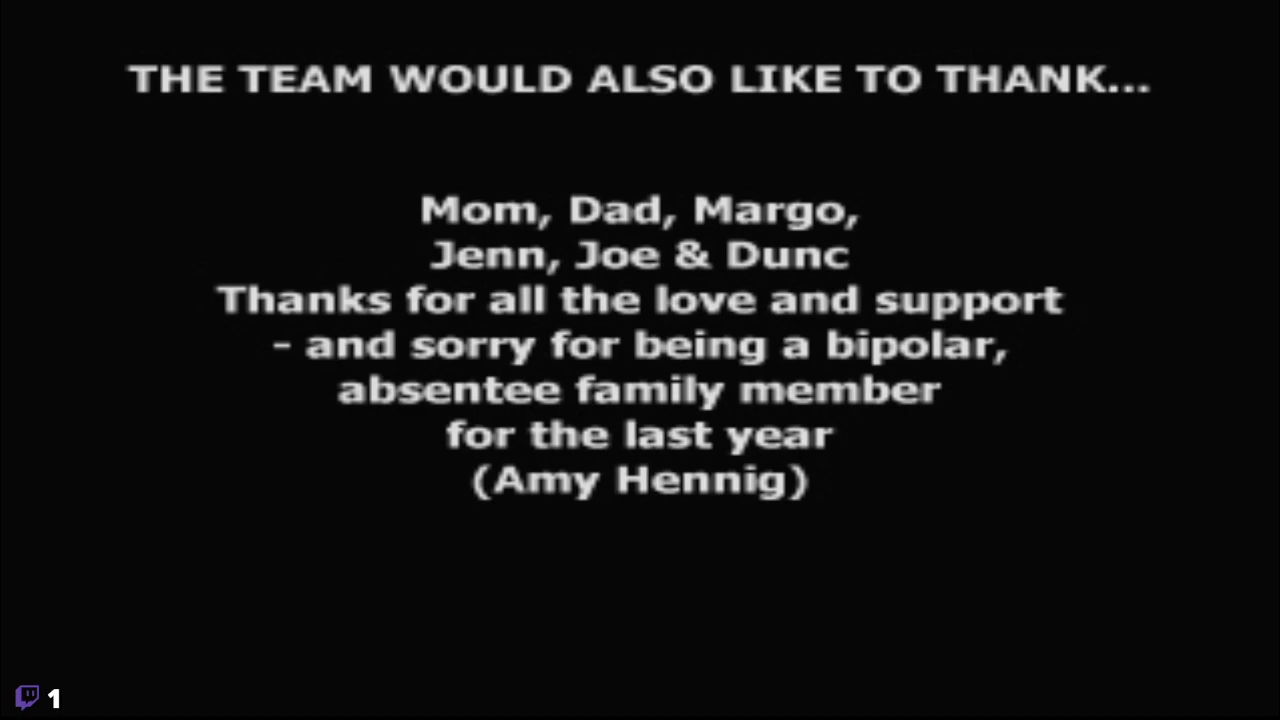 THE TEAM WOULD ALSO LIKE TO THANK...
Mom, Dad, Margo,
Jenn, Joe & Dunc
Thanks for all the love and support
- and sorry for being a bipolar,
absentee family member
for the last year
(Amy Hennig)
1